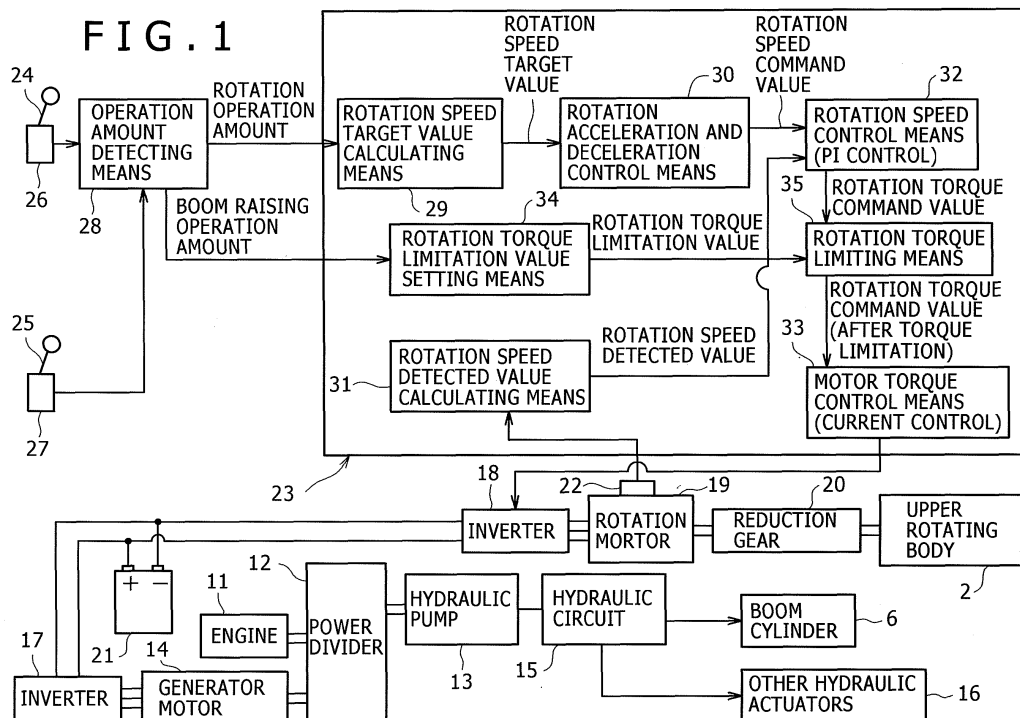 FIG.1
24
26
OPERATION
AMOUNT
DETECTING
MEANS
28
ROTATION
OPERATION
AMOUNT
BOOM RAISING
OPERATION
AMOUNT
25
27
ROTATION SPEED
TARGET VALUE
CALCULATING
MEANS
29
ROTATION
SPEED
TARGET
VALUE
30
ROTATION
ACCELERATION AND
DECELERATION
CONTROL MEANS
ROTATION
SPEED
COMMAND
VALUE
32
ROTATION SPEED
CONTROL MEANS
(PI CONTROL)
34
ROTATION TORQUE
LIMITATION VALUE
SETTING MEANS
ROTATION TORQUE
LIMITATION VALUE
35
ROTATION TORQUE
COMMAND VALUE
ROTATION TORQUE
LIMITING MEANS
ROTATION TORQUE
COMMAND VALUE
(AFTER TORQUE
LIMITATION)
33
MOTOR TORQUE
CONTROL MEANS
(CURRENT CONTROL)
31
ROTATION SPEED
DETECTED VALUE
CALCULATING MEANS
ROTATION SPEED
DETECTED VALUE
23
18
INVERTER
22
19
ROTATION
MORTOR
20
REDUCTION
GEAR
UPPER
ROTATING
BODY
2
+ −
21
11
ENGINE
12
POWER
DIVIDER
HYDRAULIC
PUMP
13
HYDRAULIC
CIRCUIT
15
BOOM
CYLINDER
6
17
INVERTER
14
GENERATOR
MOTOR
OTHER HYDRAULIC
ACTUATORS
16